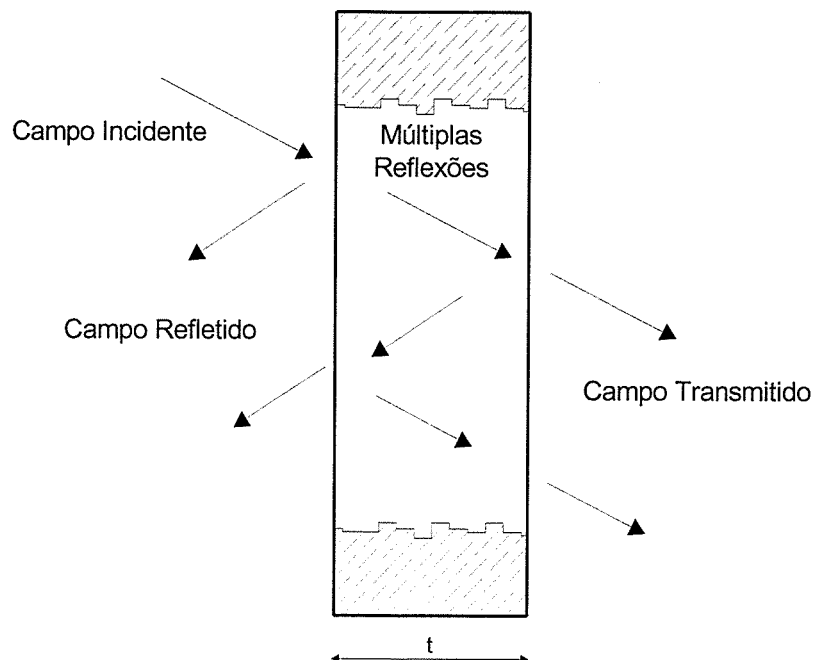 Campo Incidente
Múltiplas
Reflexões
Campo Refletido
Campo Transmitido
t